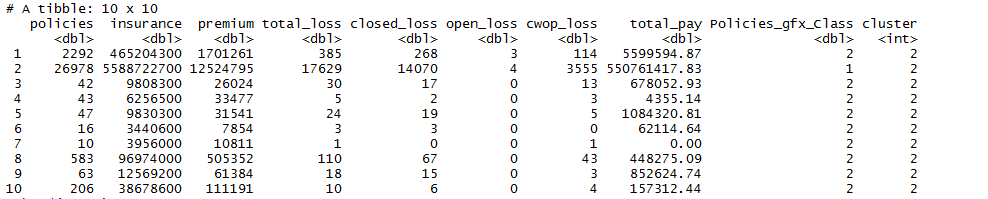 # A tibble: 10 x 10
policies insurance premium total_loss closed_loss open_loss cwop_loss total_pay Policies_gfx_Class cluster
<dbl> <dbl> <dbl> <dbl> <dbl> <dbl> <dbl> <dbl> <dbl> <int>
1 2292 465204300 1701261 385 268 3 114 5599594.87 2 2
2 26978 5588722700 12524795 17629 14070 4 3555 550761417.83 1 2
3 42 9808300 26024 30 17 0 13 678052.93 2 2
4 43 6256500 33477 5 2 0 3 4355.14 2 2
5 47 9830300 31541 24 19 0 5 1084320.81 2 2
6 16 3440600 7854 3 3 0 0 62114.64 2 2
7 10 3956000 10811 1 0 0 1 0.00 2 2
8 583 96974000 505352 110 67 0 43 448275.09 2 2
9 63 12569200 61384 18 15 0 3 852624.74 2 2
10 206 38678600 111191 10 6 0 4 157312.44 2 2